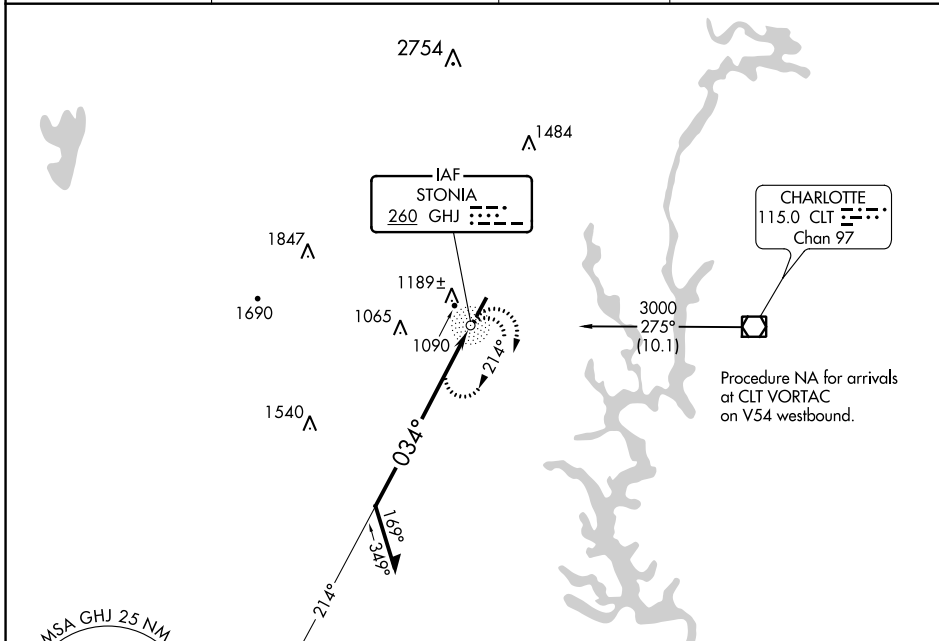 2754
1484
IAF
STONIA
260 GHJ
CHARLOTTE
115.0 CLT
Chan 97
1847
1189±
1690
1065
1090
3000
275°
(10.1)
214°
Procedure NA for arrivals
at CLT VORTAC
on V54 westbound.
1540
034°
169°
349°
214°
MSA GHJ 25 NM